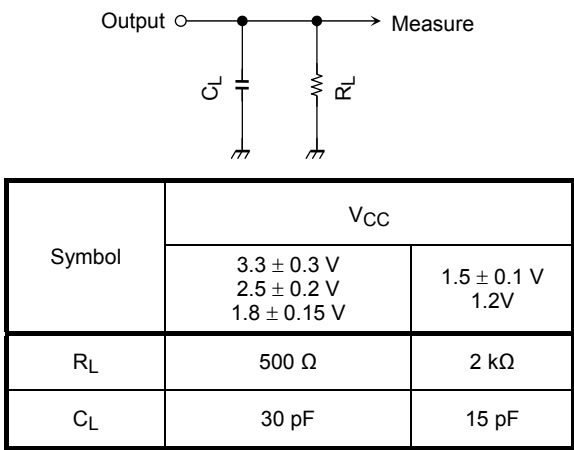 Output
Measure
CL
RL
Symbol
VCC
3.3 ± 0.3 V
2.5 ± 0.2 V
1.8 ± 0.15 V
1.5 ± 0.1 V
1.2V
RL
500 Ω
2 kΩ
CL
30 pF
15 pF